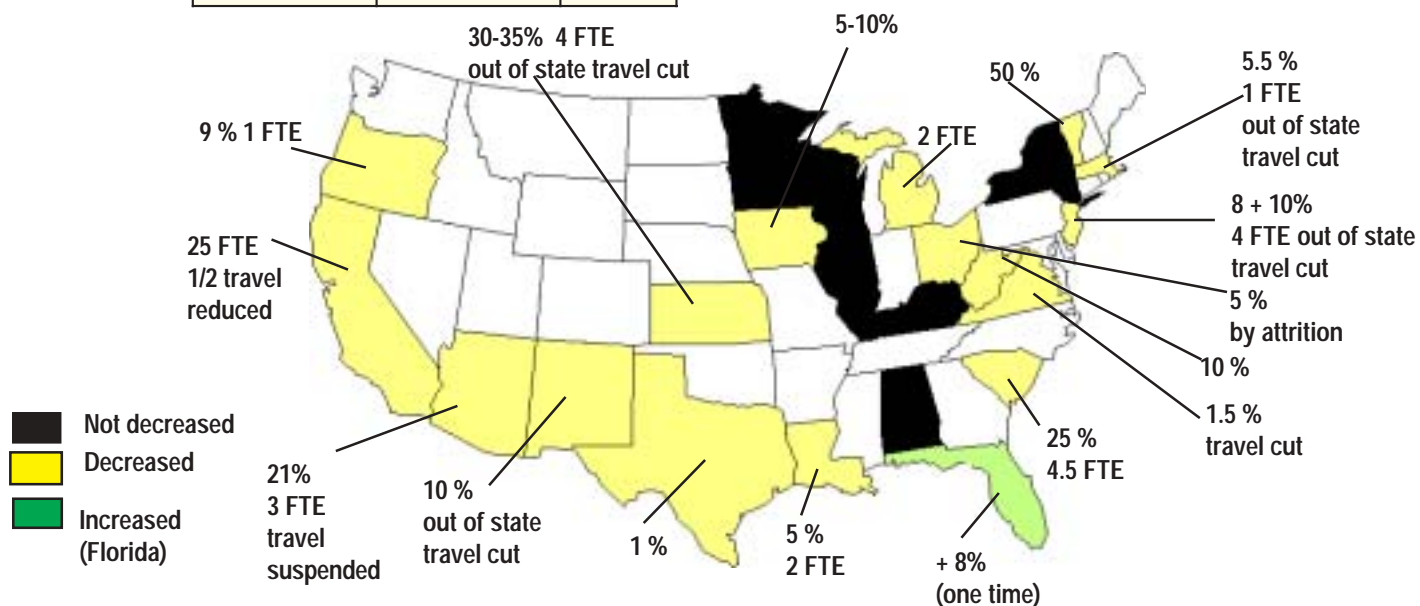 30-35% 4 FTE
out of state travel cut
5-10%
50 %
5.5 %
1 FTE
out of state
travel cut
9 % 1 FTE
2 FTE
8 + 10%
4 FTE out of state
travel cut
25 FTE
1/2 travel
reduced
5 %
by attrition
10 %
1.5 %
travel cut
Not decreased
Decreased
Increased
(Florida)
21%
3 FTE
travel
suspended
10 %
out of state
travel cut
1 %
5 %
2 FTE
25 %
4.5 FTE
+ 8%
(one time)